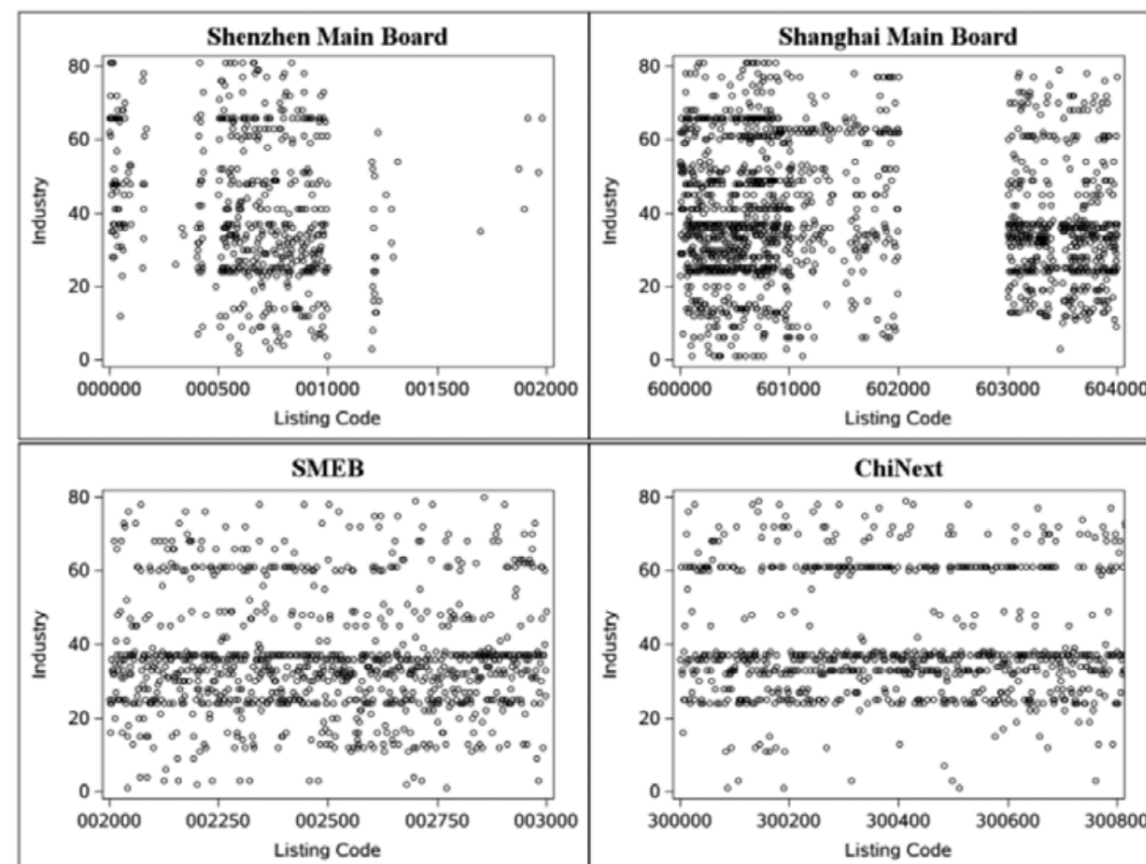 Shenzhen Main Board
80
60
40
20
0
Industry
000000 000500 001000 001500 002000
Listing Code
Shanghai Main Board
80
60
40
20
0
Industry
600000 601000 602000 603000 604000
Listing Code
SMEB
80
60
40
20
0
Industry
002000 002250 002500 002750 003000
Listing Code
ChiNext
80
60
40
20
0
Industry
300000 300200 300400 300600 300800
Listing Code